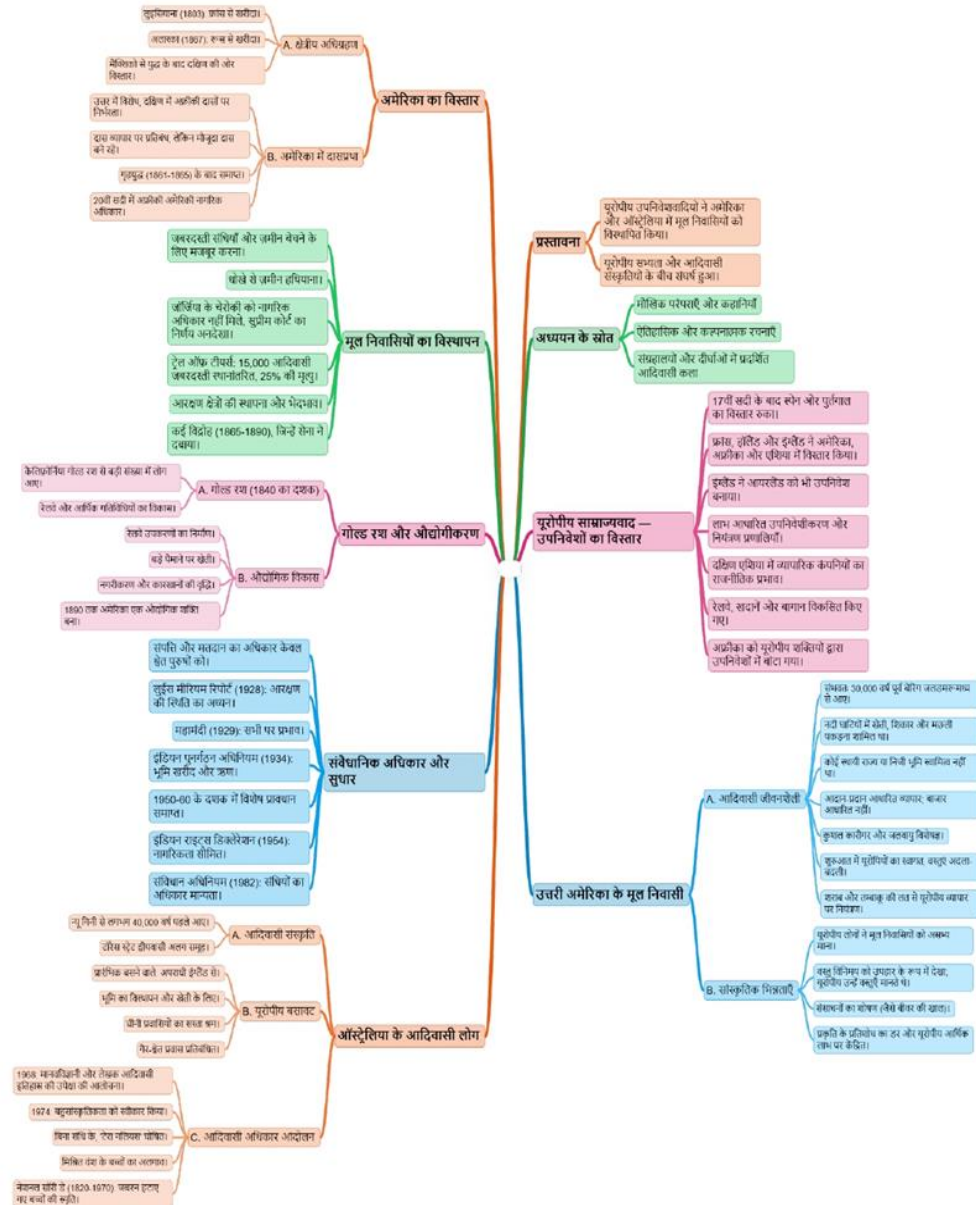 लुइसियाना (1803): फ्रांस से खरीदा।
अलास्का (1867): रूस से खरीदा।
मैक्सिको से युद्ध के बाद दक्षिण की ओर
विस्तार।
A. क्षेत्रीय अधिग्रहण
उत्तर में विरोध, दक्षिण में अफ्रीकी दासों पर
निर्भरता।
दास व्यापार पर प्रतिबंध, लेकिन मौजूदा दास
बने रहे।
गृहयुद्ध (1861-1865) के बाद समाप्त।
20वीं सदी में अफ्रीकी अमेरिकी नागरिक
अधिकार।
B. अमेरिका में दासप्रथा
अमेरिका का विस्तार
जबरदस्ती संधियाँ और ज़मीन बेचने के
लिए मजबूर करना।
धोखे से ज़मीन हथियाना।
जॉर्जिया के चेरोकी को नागरिक
अधिकार नहीं मिले, सुप्रीम कोर्ट का
निर्णय अनदेखा।
ट्रेल ऑफ़ टीयर्स: 15,000 आदिवासी
जबरदस्ती स्थानांतरित, 25% की मृत्यु।
आरक्षण क्षेत्रों की स्थापना और भेदभाव।
कई विद्रोह (1865-1890), जिन्हें सेना ने
दबाया।
मूल निवासियों का विस्थापन
कैलिफ़ोर्निया गोल्ड रश से बड़ी संख्या में लोग
आए।
रेलवे और आर्थिक गतिविधियों का विकास।
A. गोल्ड रश (1840 का दशक)
रेलवे उपकरणों का निर्माण।
बड़े पैमाने पर खेती।
नगरीकरण और कारखानों की वृद्धि।
1890 तक अमेरिका एक औद्योगिक शक्ति
बना।
B. औद्योगिक विकास
गोल्ड रश और औद्योगीकरण
संपत्ति और मतदान का अधिकार केवल
श्वेत पुरुषों को।
लुईस मीरियम रिपोर्ट (1928): आरक्षण
की स्थिति का अध्यन।
महामंदी (1929): सभी पर प्रभाव।
इंडियन पुनर्गठन अधिनियम (1934):
भूमि खरीद और ऋण।
1950-60 के दशक में विशेष प्रावधान
समाप्त।
इंडियन राइट्स डिक्लेरेशन (1954):
नागरिकता सीमित।
संविधान अधिनियम (1982): संधियों का
अधिकार मान्यता।
संवैधानिक अधिकार और
सुधार
न्यू गिनी से लगभग 40,000 वर्ष पहले आए।
टॉरेस स्ट्रेट द्वीपवासी अलग समूह।
A. आदिवासी संस्कृति
प्रारंभिक बसने वाले: अपराधी इंग्लैंड से।
भूमि का विस्थापन और खेती के लिए।
चीनी प्रवासियों का सस्ता श्रम।
गैर-श्वेत प्रवास प्रतिबंधित।
B. यूरोपीय बसावट
1968: मानवविज्ञानी और लेखक आदिवासी
इतिहास की उपेक्षा की आलोचना।
1974: बहुसांस्कृतिकता को स्वीकार किया।
बिना संधि के, 'टेरा नलियस' घोषित।
मिश्रित वंश के बच्चों का अलगाव।
नेशनल सॉरी डे (1820-1970): जबरन हटाए
गए बच्चों की स्मृति।
C. आदिवासी अधिकार आंदोलन
ऑस्ट्रेलिया के आदिवासी लोग
प्रस्तावना
यूरोपीय उपनिवेशवादियों ने अमेरिका
और ऑस्ट्रेलिया में मूल निवासियों को
विस्थापित किया।
यूरोपीय सभ्यता और आदिवासी
संस्कृतियों के बीच संघर्ष हुआ।
अध्ययन के स्रोत
मौखिक परंपराएँ और कहानियाँ
ऐतिहासिक और कल्पनात्मक रचनाएँ
संग्रहालयों और दीर्घाओं में प्रदर्शित
आदिवासी कला
यूरोपीय साम्राज्यवाद —
उपनिवेशों का विस्तार
17वीं सदी के बाद स्पेन और पुर्तगाल
का विस्तार रुका।
फ्रांस, हॉलैंड और इंग्लैंड ने अमेरिका,
अफ्रीका और एशिया में विस्तार किया।
इंग्लैंड ने आयरलैंड को भी उपनिवेश
बनाया।
लाभ आधारित उपनिवेशीकरण और
नियंत्रण प्रणालियाँ।
दक्षिण एशिया में व्यापारिक कंपनियों का
राजनीतिक प्रभाव।
रेलवे, खदानें और बागान विकसित किए
गए।
अफ्रीका को यूरोपीय शक्तियों द्वारा
उपनिवेशों में बांटा गया।
उत्तरी अमेरिका के मूल निवासी
A. आदिवासी जीवनशैली
संभवतः 30,000 वर्ष पूर्व बेरिंग जलडमरूमध्य
से आए।
नदी घाटियों में खेती, शिकार और मछली
पकड़ना शामिल था।
कोई स्थायी राज्य या निजी भूमि स्वामित्व नहीं
था।
आदान-प्रदान आधारित व्यापार; बाजार
आधारित नहीं।
कुशल कारीगर और जलवायु विशेषज्ञ।
शुरुआत में यूरोपियों का स्वागत, वस्तुएं अदला-
बदली।
शराब और तम्बाकू की लत से यूरोपीय व्यापार
पर नियंत्रण।
B. सांस्कृतिक भिन्नताएँ
यूरोपीय लोगों ने मूल निवासियों को असभ्य
माना।
वस्तु विनिमय को उपहार के रूप में देखा;
यूरोपीय उन्हें वस्तुएँ मानते थे।
संसाधनों का शोषण (जैसे बीवर की खाल)।
प्रकृति के प्रतिशोध का डर और यूरोपीय आर्थिक
लाभ पर केंद्रित।